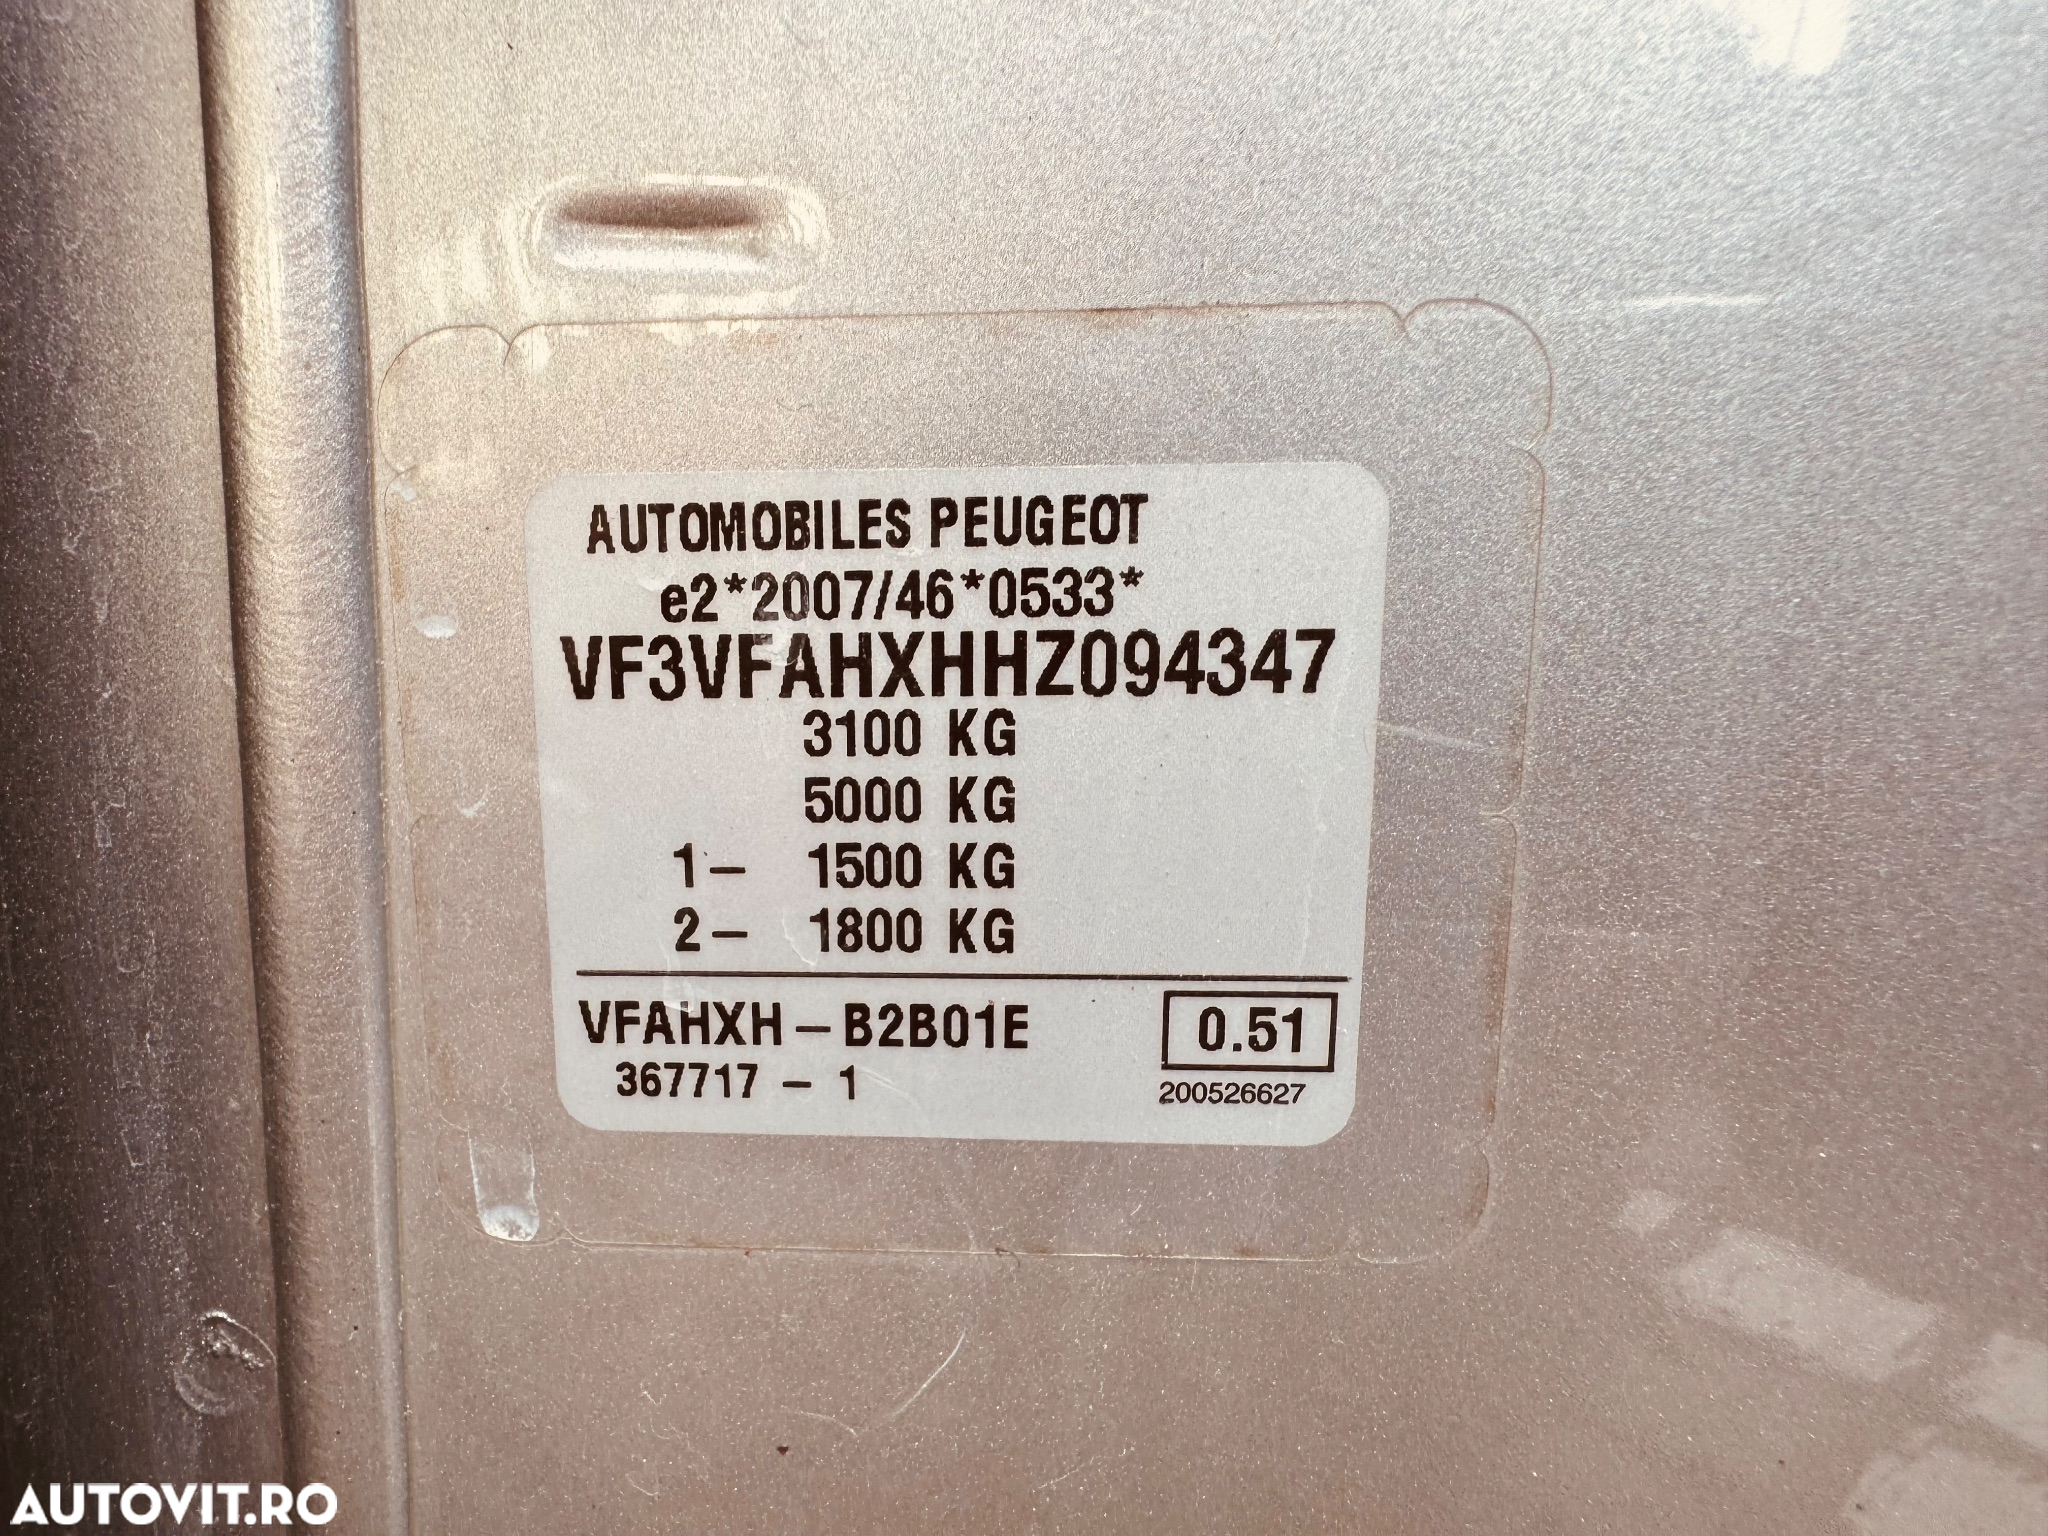 AUTOMOBILES PEUGEOT
e2*2007/46*0533*
VF3VFAHXHHZ094347
3100 KG
5000 KG
1- 1500 KG
2- 1800 KG
VFAHXH-B2B01E
0.51
367717 - 1
200526627
AUTOVIT.RO